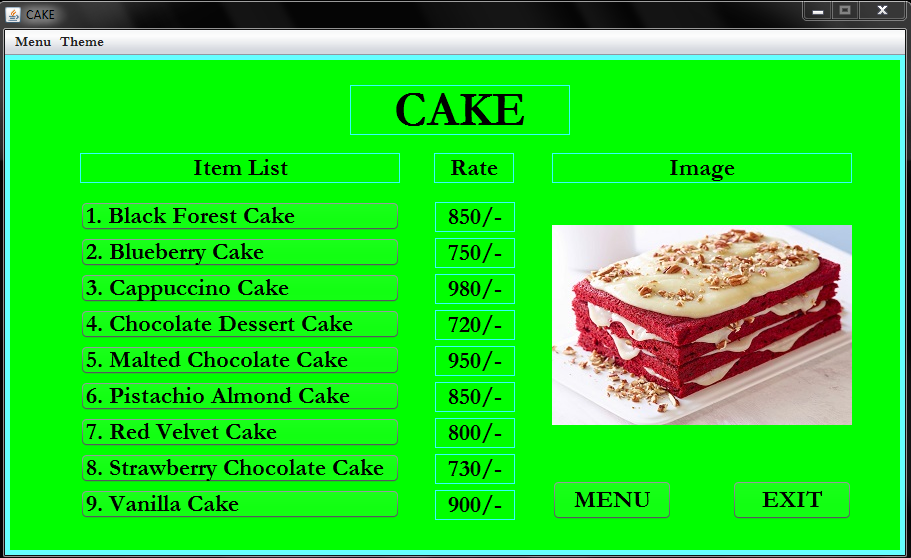 CAKE
Menu Theme
CAKE
Item List Rate Image
1. Black Forest Cake 850/-
2. Blueberry Cake 750/-
3. Cappuccino Cake 980/-
4. Chocolate Dessert Cake 720/-
5. Malted Chocolate Cake 950/-
6. Pistachio Almond Cake 850/-
7. Red Velvet Cake 800/-
8. Strawberry Chocolate Cake 730/-
9. Vanilla Cake 900/-
MENU EXIT